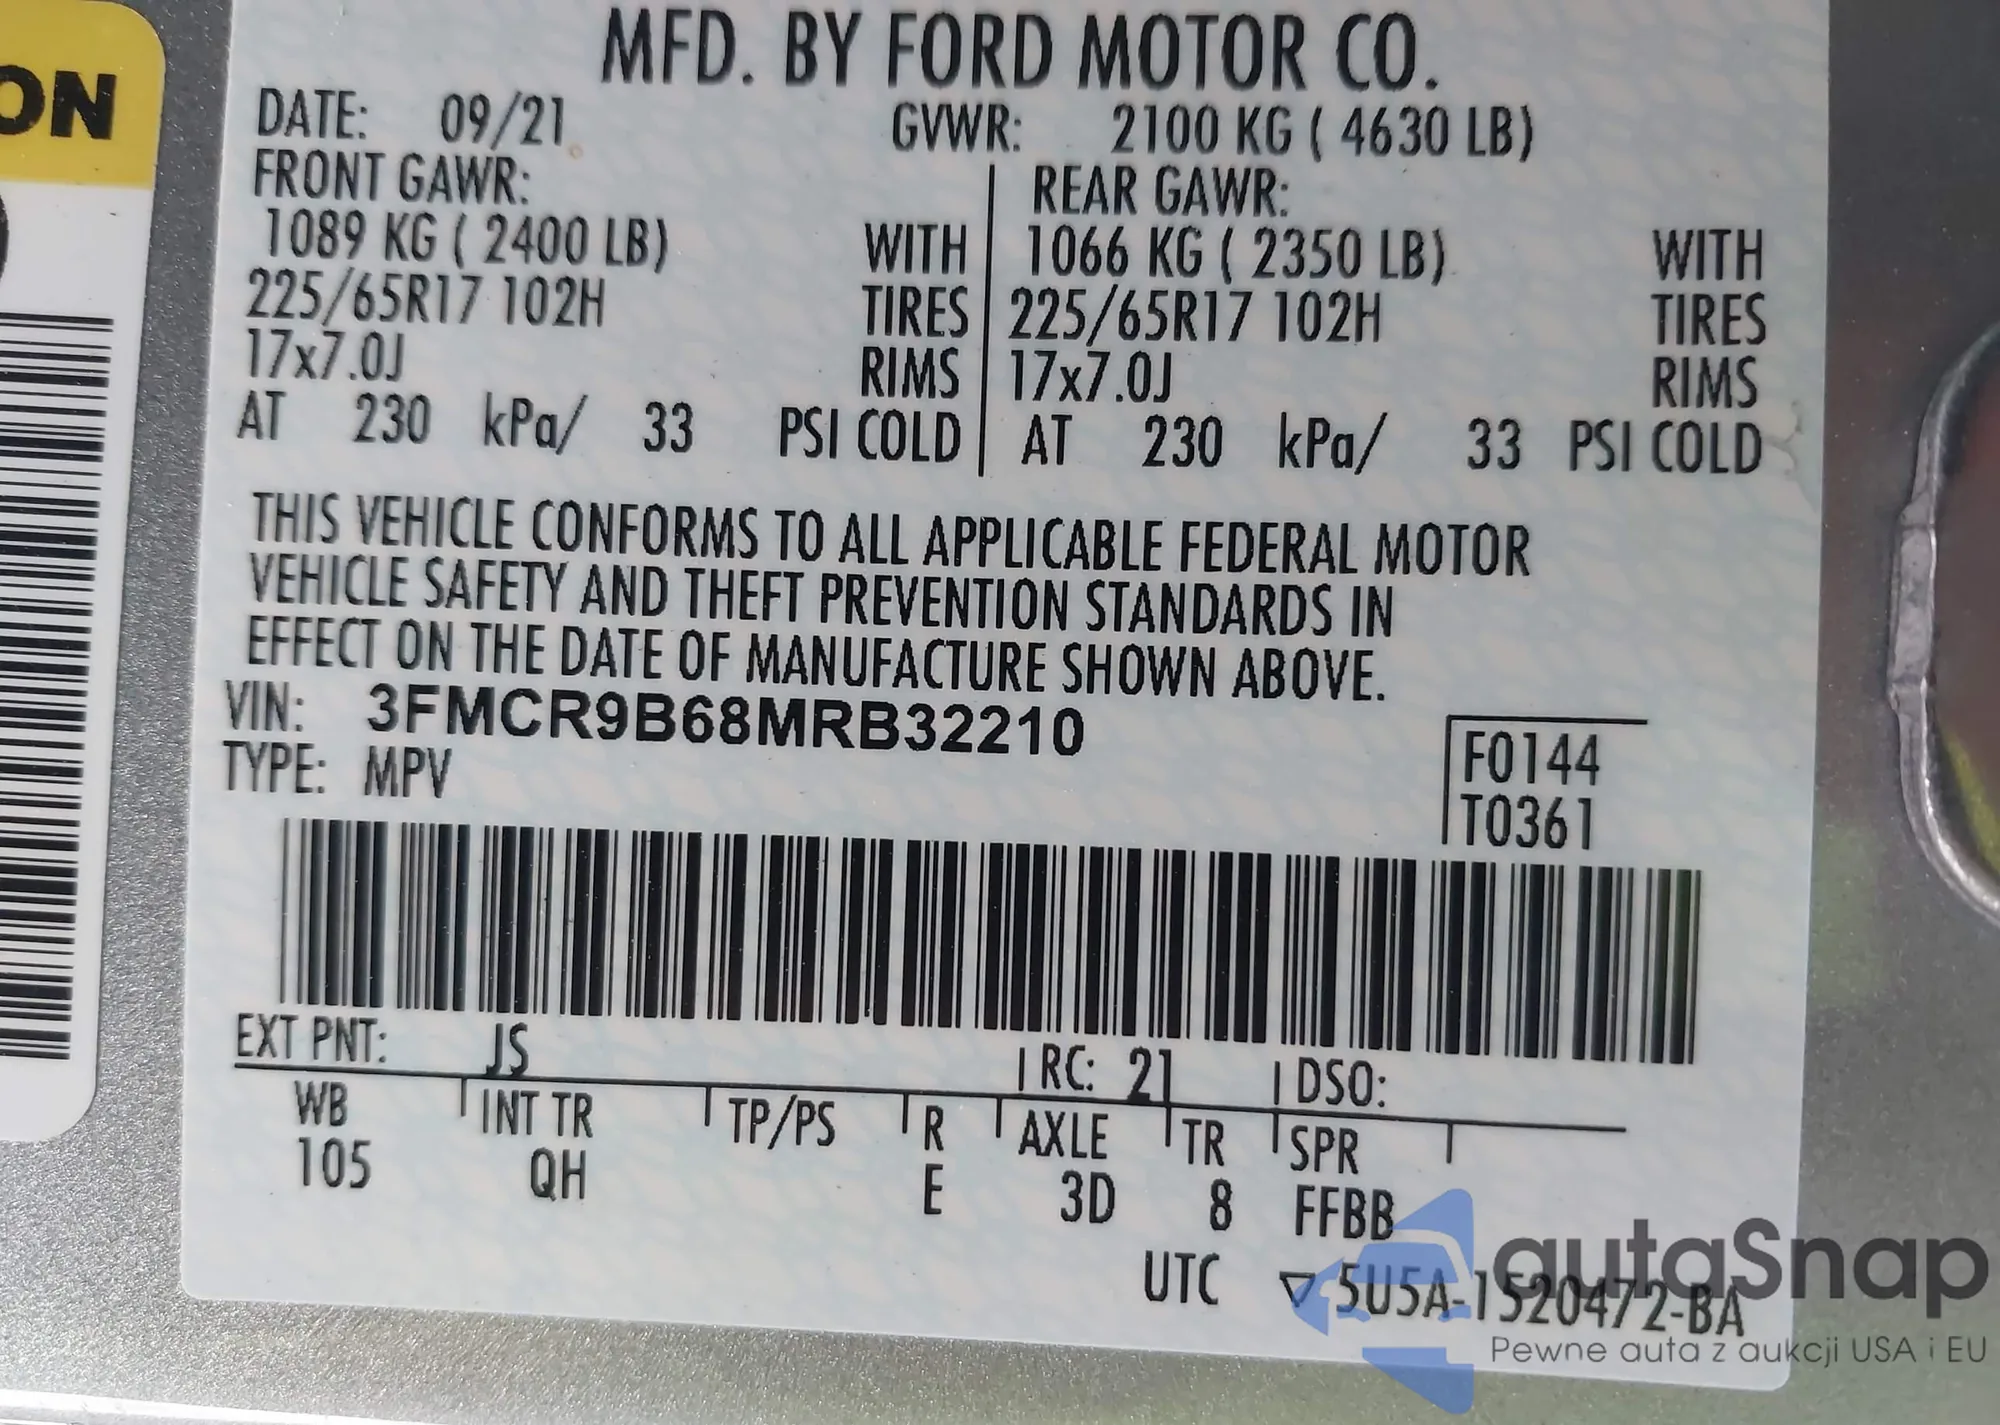 ON
MFD. BY FORD MOTOR CO.
DATE: 09/21 GVWR: 2100 KG ( 4630 LB)
FRONT GAWR: REAR GAWR:
1089 KG ( 2400 LB) WITH 1066 KG ( 2350 LB) WITH
225/65R17 102H TIRES 225/65R17 102H TIRES
17x7.0J RIMS 17x7.0J RIMS
AT 230 kPa/ 33 PSI COLD AT 230 kPa/ 33 PSI COLD
THIS VEHICLE CONFORMS TO ALL APPLICABLE FEDERAL MOTOR
VEHICLE SAFETY AND THEFT PREVENTION STANDARDS IN
EFFECT ON THE DATE OF MANUFACTURE SHOWN ABOVE.
VIN: 3FMCR9B68MRB32210
TYPE: MPV
F0144
T0361
EXT PNT: JS RC: 21 DSO:
WB INT TR TP/PS R AXLE TR SPR
105 QH E 3D 8 FFBB
UTC ▽ 5U5A-1520472-BA
autaSnap
Pewne auta z aukcji USA i EU